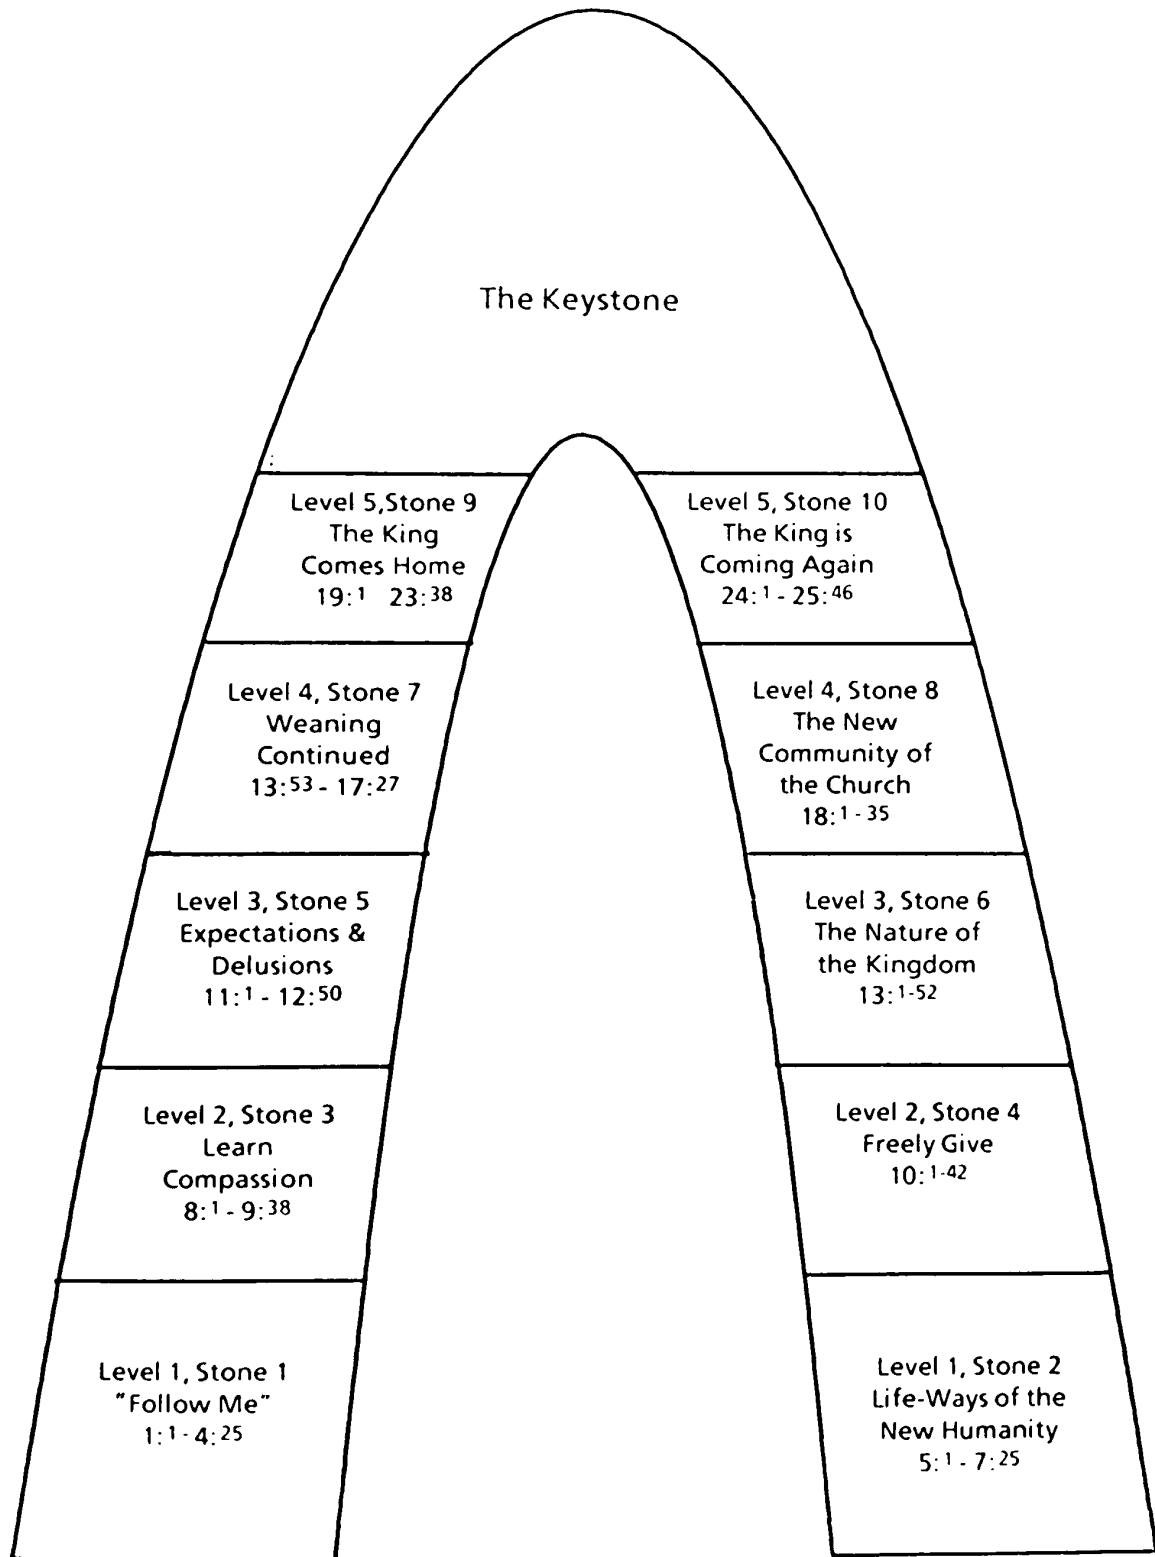 The Keystone
Level 5,Stone 9
The King
Comes Home
19:1 23:38
Level 5, Stone 10
The King is
Coming Again
24:1 - 25:46
Level 4, Stone 7
Weaning
Continued
13:53 - 17:27
Level 4, Stone 8
The New
Community of
the Church
18:1 - 35
Level 3, Stone 5
Expectations &
Delusions
11:1 - 12:50
Level 3, Stone 6
The Nature of
the Kingdom
13:1-52
Level 2, Stone 3
Learn
Compassion
8:1 - 9:38
Level 2, Stone 4
Freely Give
10:1-42
Level 1, Stone 1
"Follow Me"
1:1 - 4:25
Level 1, Stone 2
Life-Ways of the
New Humanity
5:1 - 7:25